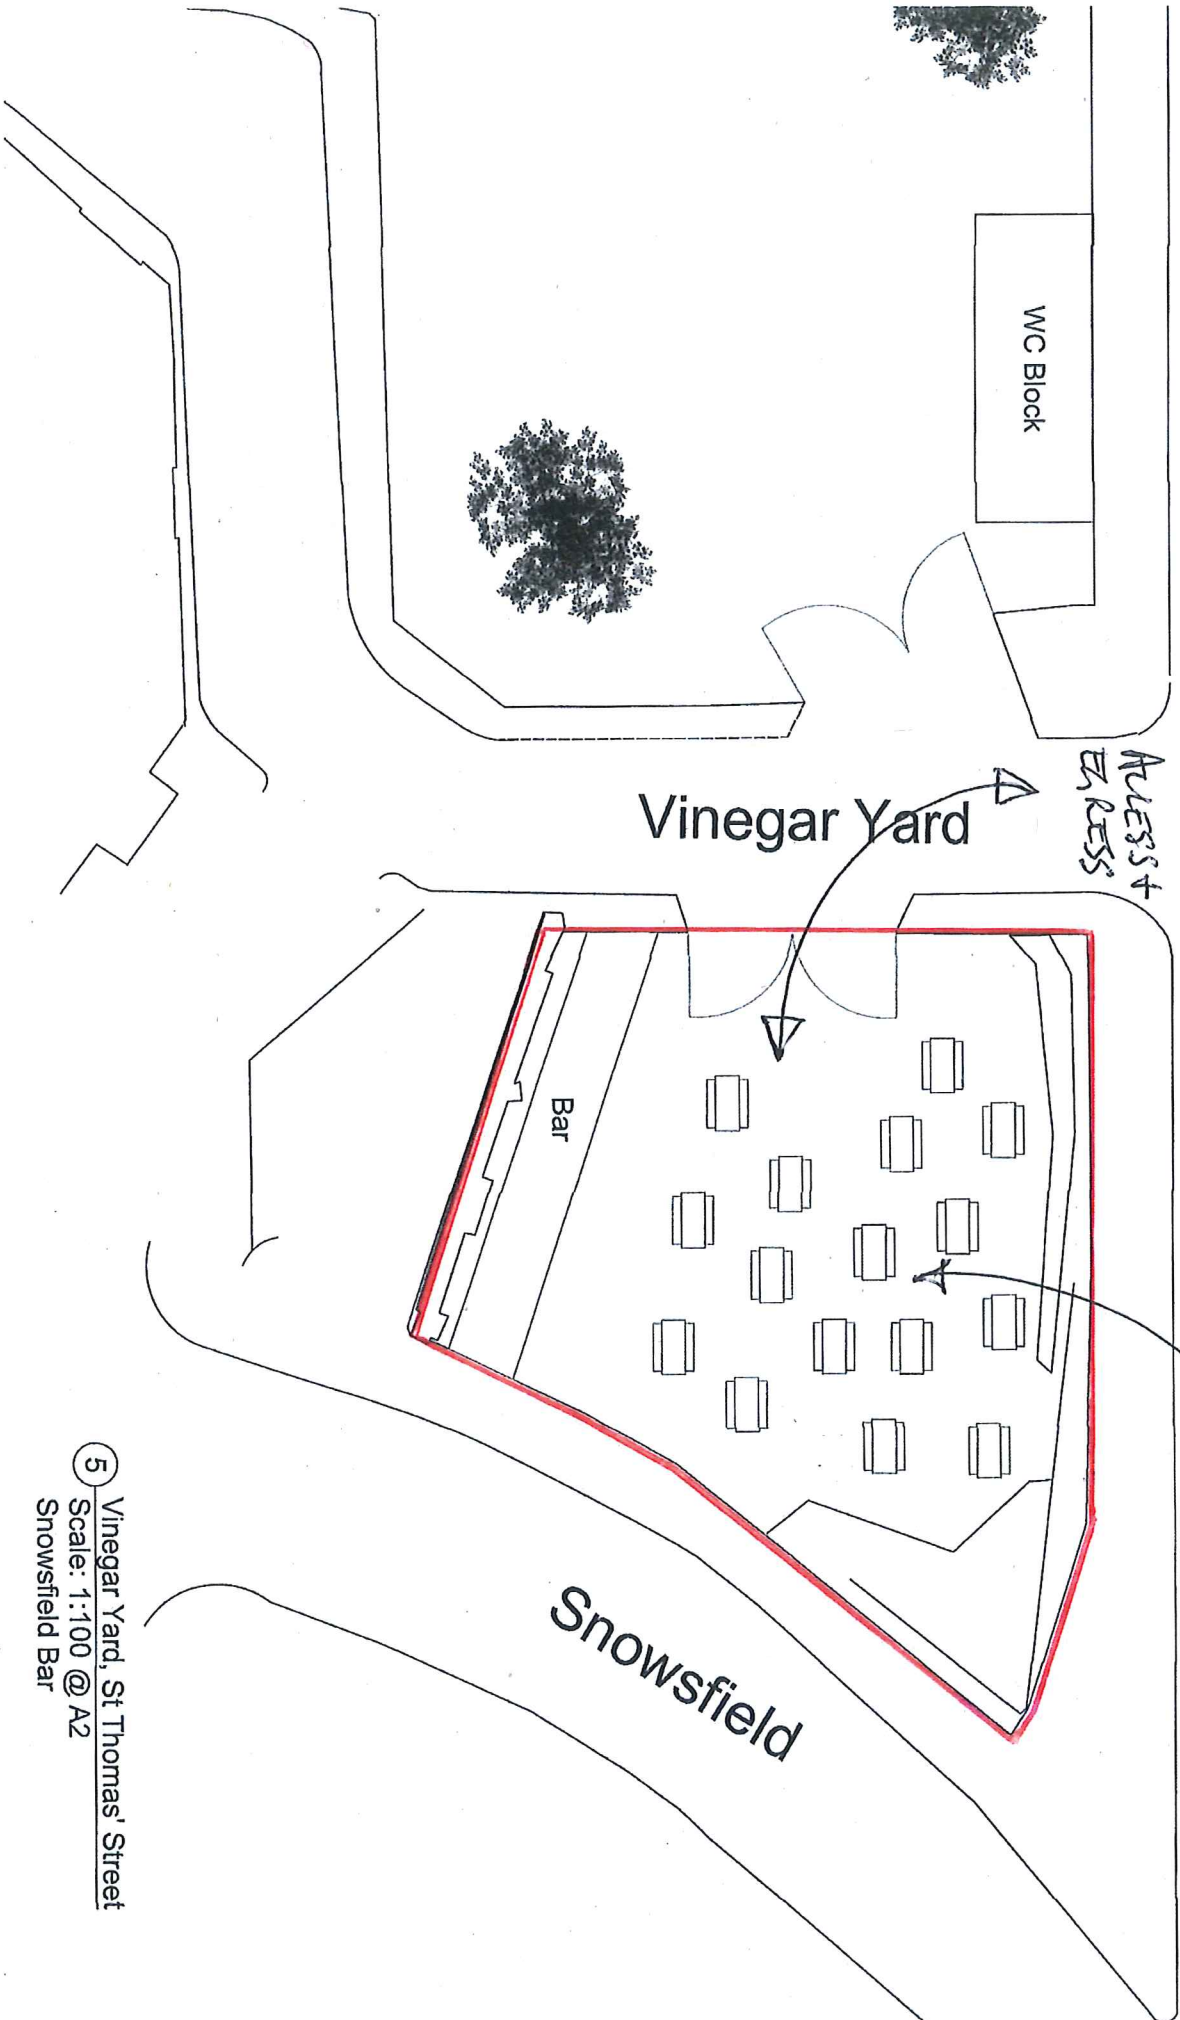 WC Block
ACCESS +
EGRESS
Vinegar Yard
Bar
Snowsfield
5
Vinegar Yard, St Thomas' Street
Scale: 1:100 @ A2
Snowsfield Bar